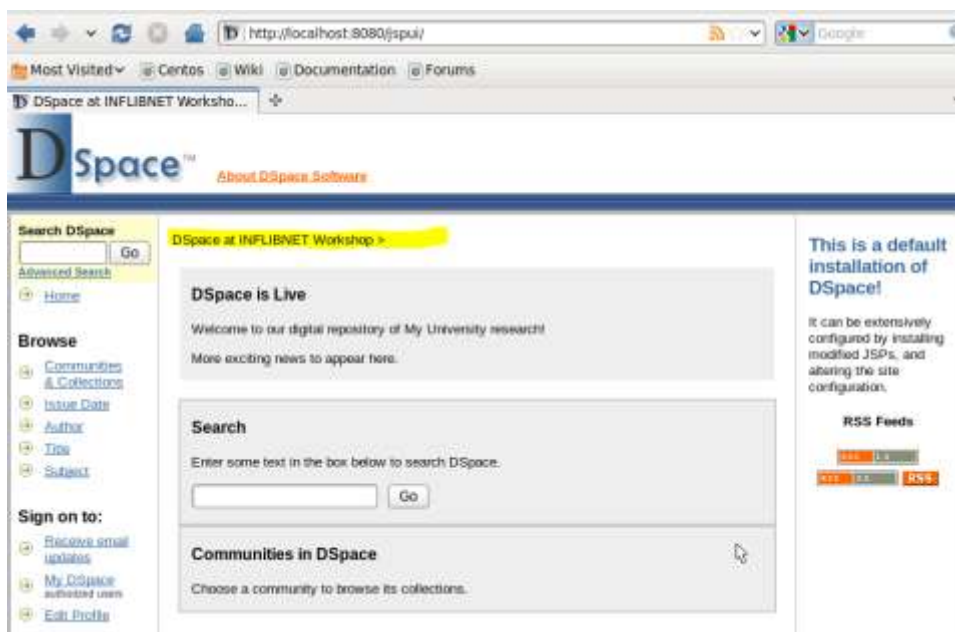 http://localhost:8080/jspui/
Google
Most Visited Centos Wiki Documentation Forums
DSpace at INFLIBNET Worksho...
DSpace™
About DSpace Software
Search DSpace
Go
Advanced Search
Home
Browse
Communities
& Collections
Issue Date
Author
Title
Subject
Sign on to:
Receive email
updates
My DSpace
authorized users
Edit Profile
DSpace at INFLIBNET Workshop >
DSpace is Live
Welcome to our digital repository of My University research!
More exciting news to appear here.
Search
Enter some text in the box below to search DSpace.
Go
Communities in DSpace
Choose a community to browse its collections.
This is a default
installation of
DSpace!
It can be extensively
configured by installing
modified JSPs, and
altering the site
configuration.
RSS Feeds
RSS